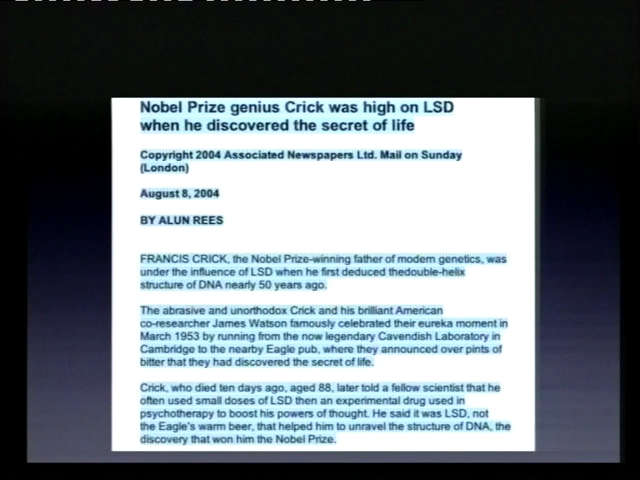 Nobel Prize genius Crick was high on LSD
when he discovered the secret of life
Copyright 2004 Associated Newspapers Ltd. Mail on Sunday
(London)
August 8, 2004
BY ALUN REES
FRANCIS CRICK, the Nobel Prize-winning father of modern genetics, was
under the influence of LSD when he first deduced thedouble-helix
structure of DNA nearly 50 years ago.
The abrasive and unorthodox Crick and his brilliant American
co-researcher James Watson famously celebrated their eureka moment in
March 1953 by running from the now legendary Cavendish Laboratory in
Cambridge to the nearby Eagle pub, where they announced over pints of
bitter that they had discovered the secret of life.
Crick, who died ten days ago, aged 88, later told a fellow scientist that he
often used small doses of LSD then an experimental drug used in
psychotherapy to boost his powers of thought. He said it was LSD, not
the Eagle's warm beer, that helped him to unravel the structure of DNA, the
discovery that won him the Nobel Prize.